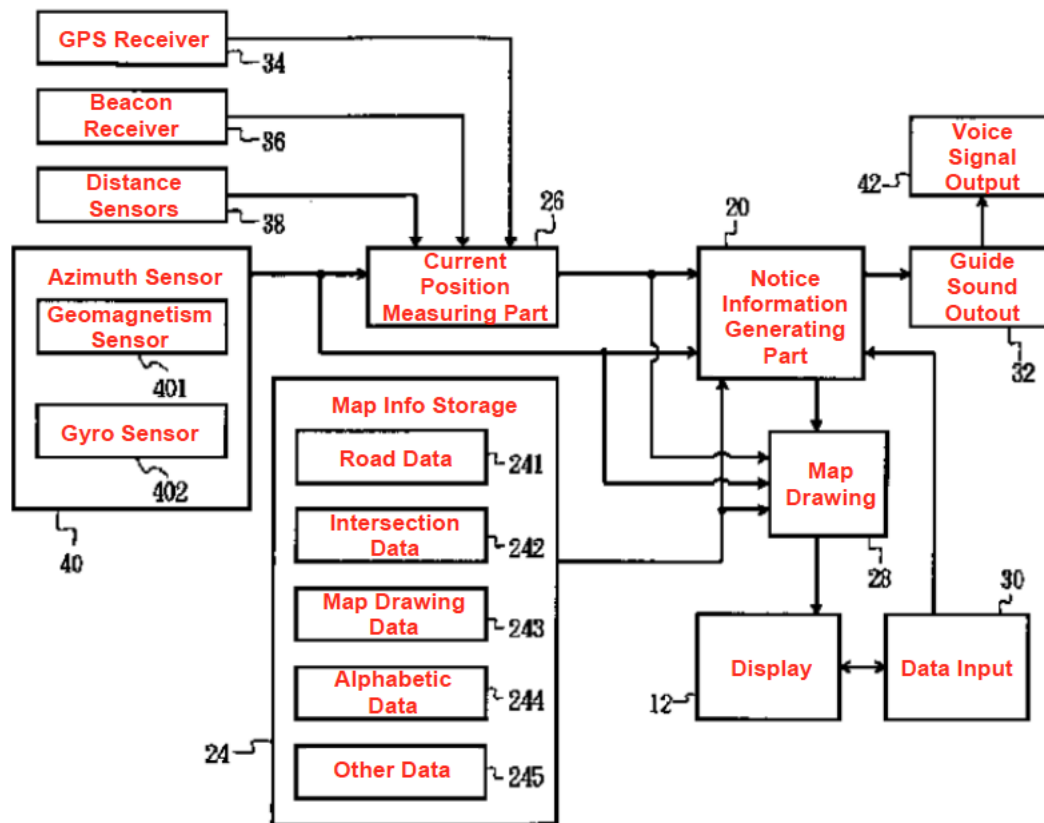 GPS Receiver
34
Beacon
Receiver
36
Distance
Sensors
38
Azimuth Sensor
Geomagnetism
Sensor
401
Gyro Sensor
402
40
Current
Position
Measuring Part
26
20
Notice
Information
Generating
Part
Voice
Signal
Output
42
Guide
Sound
Outout
32
Map Info Storage
Road Data
241
Intersection
Data
242
Map Drawing
Data
243
Alphabetic
Data
244
Other Data
245
24
Map
Drawing
28
30
Display
12
Data Input